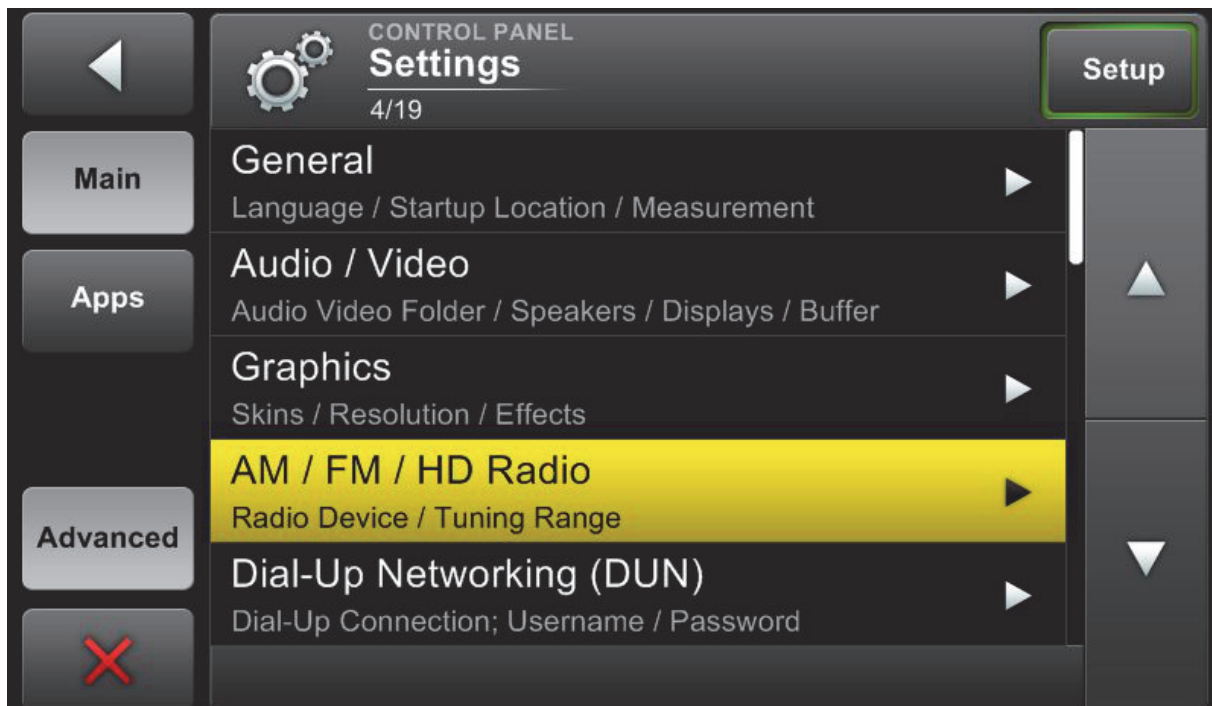 CONTROL PANEL
Settings
4/19
Setup
Main
Apps
Advanced
General
Language / Startup Location / Measurement
Audio / Video
Audio Video Folder / Speakers / Displays / Buffer
Graphics
Skins / Resolution / Effects
AM / FM / HD Radio
Radio Device / Tuning Range
Dial-Up Networking (DUN)
Dial-Up Connection; Username / Password